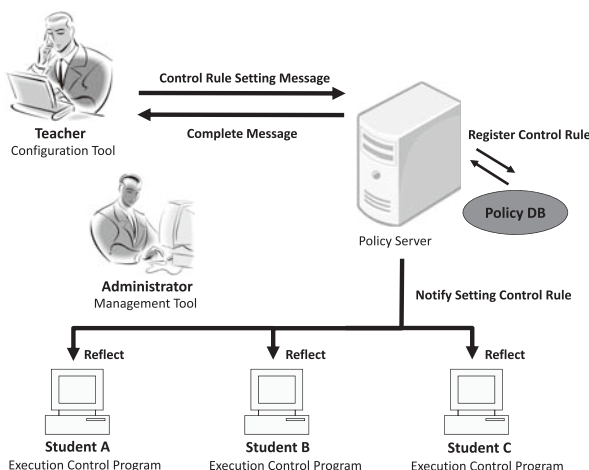 Control Rule Setting Message
Complete Message
Teacher
Configuration Tool
Register Control Rule
Policy DB
Policy Server
Administrator
Management Tool
Notify Setting Control Rule
Reflect
Reflect
Reflect
Student A
Execution Control Program
Student B
Execution Control Program
Student C
Execution Control Program